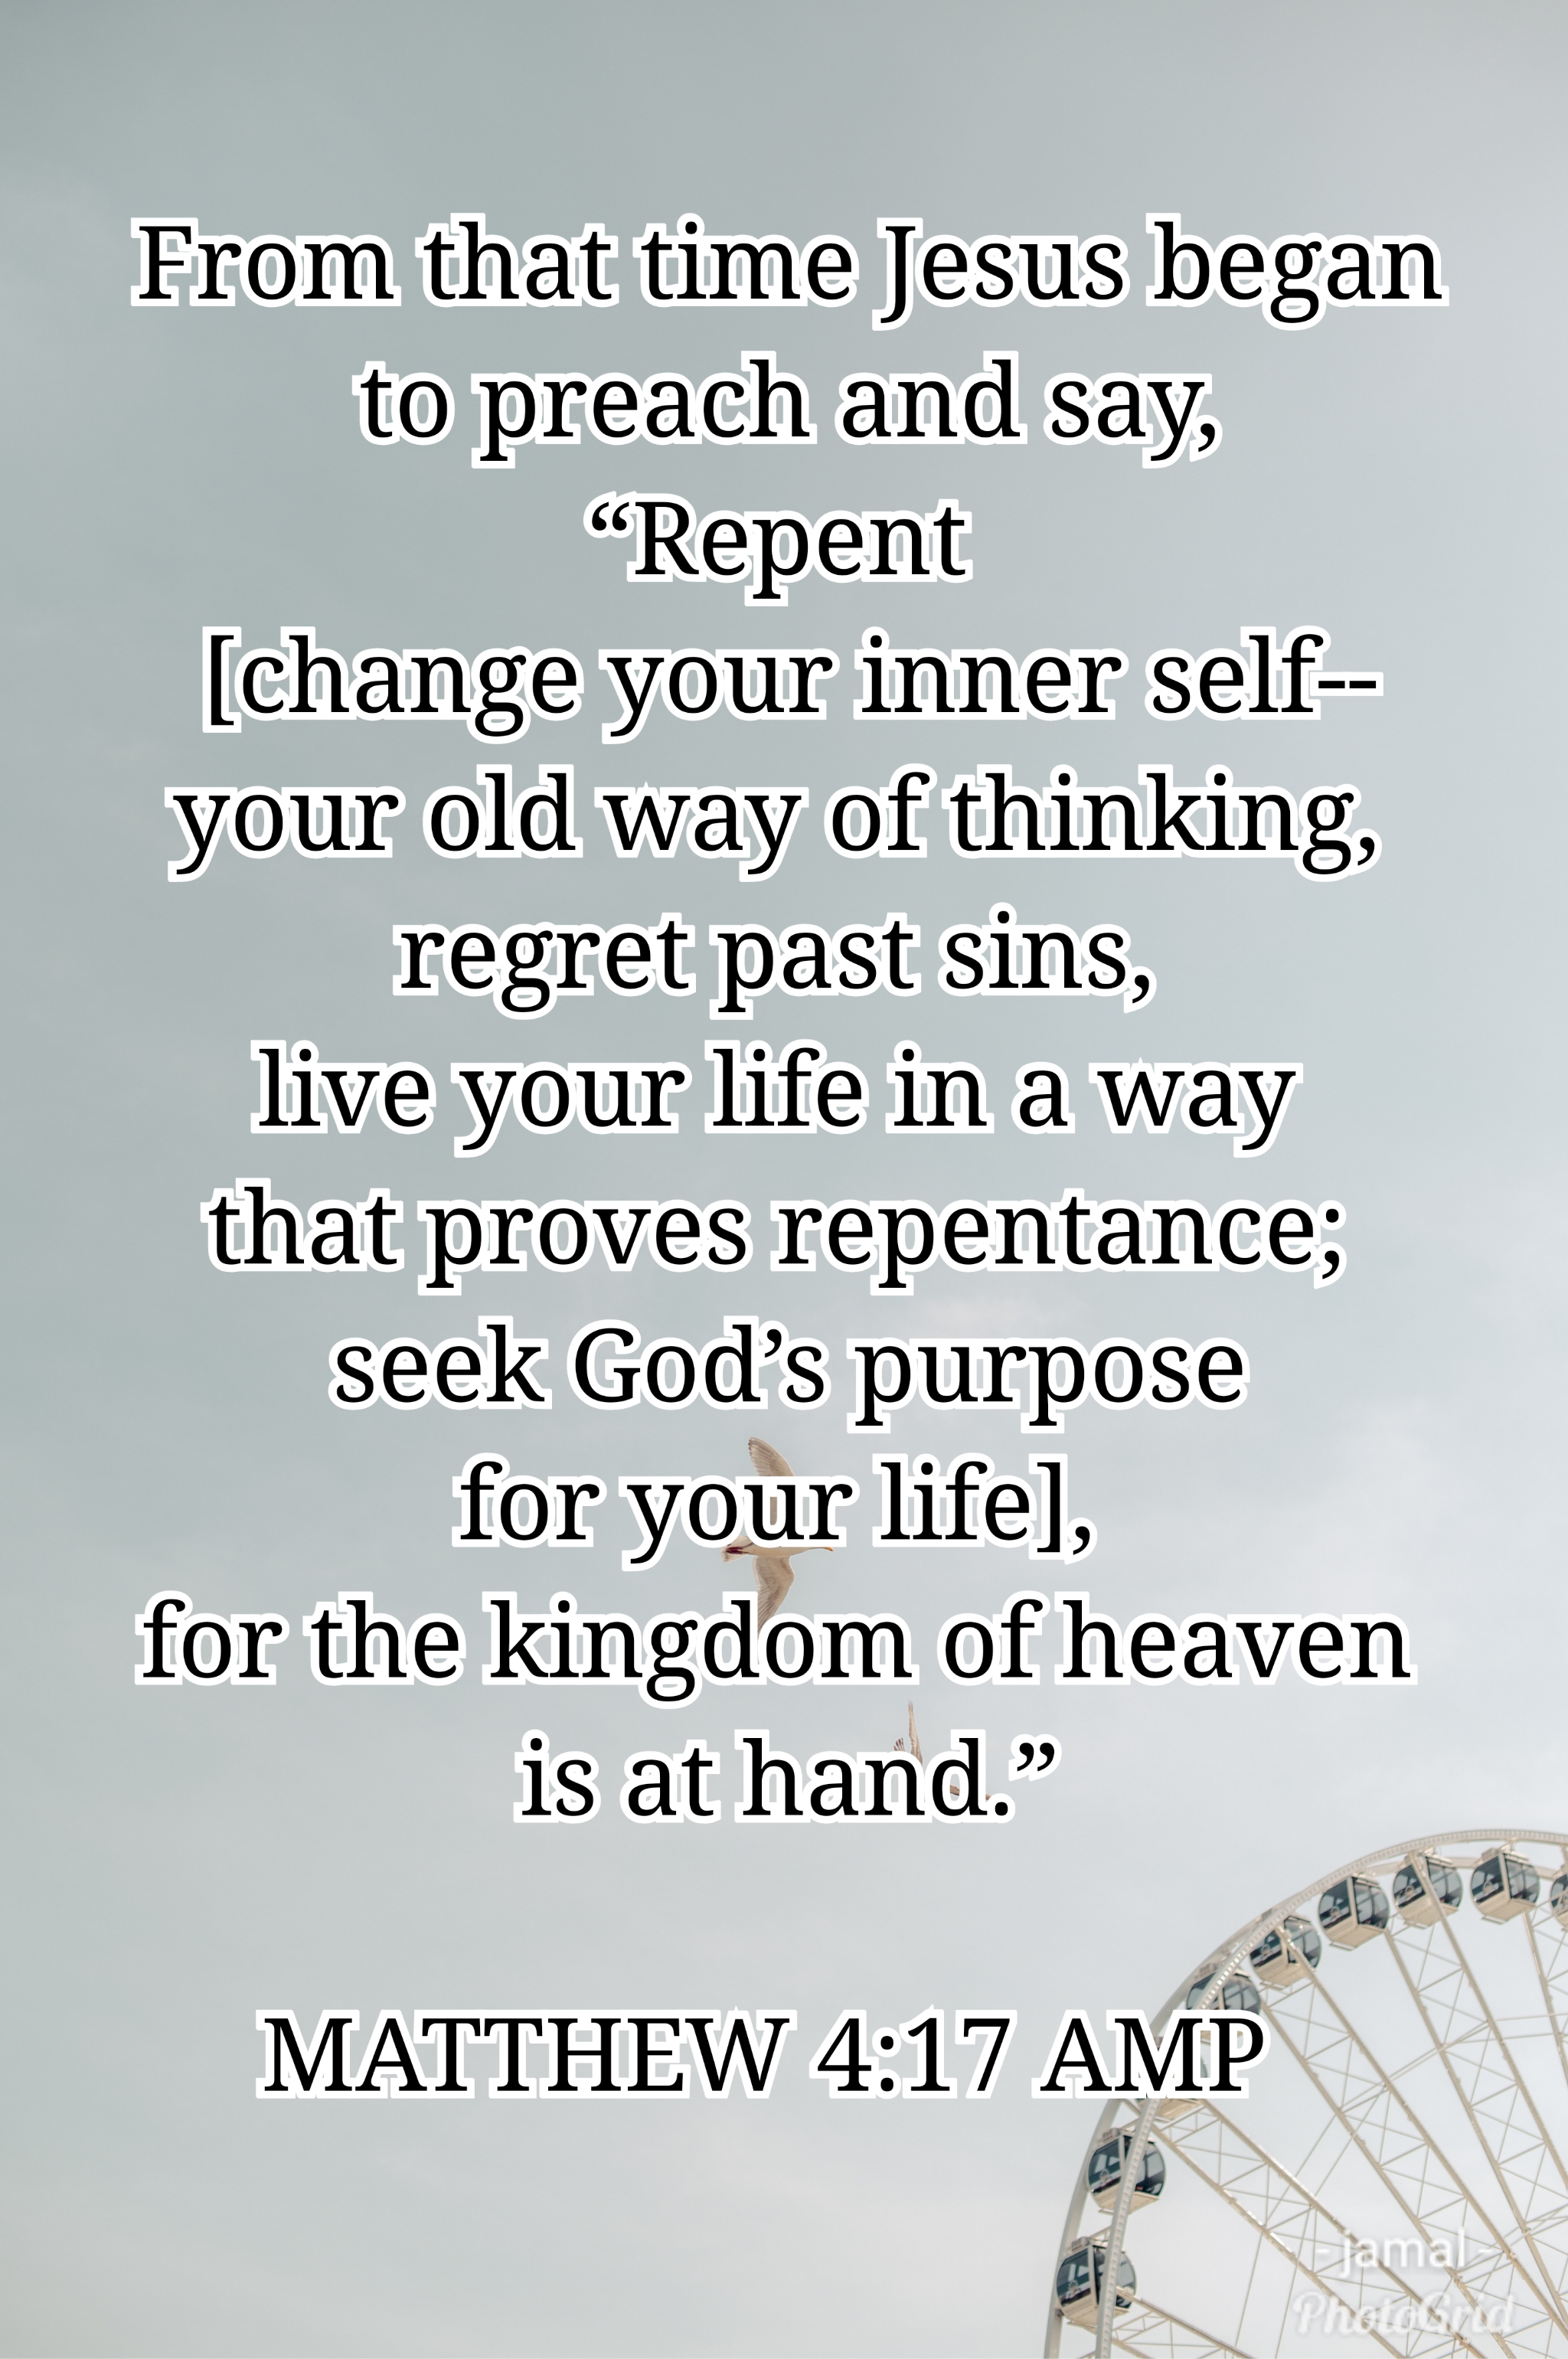 From that time Jesus began
to preach and say,
“Repent
[change your inner self--
your old way of thinking,
regret past sins,
live your life in a way
that proves repentance;
seek God’s purpose
for your life],
for the kingdom of heaven
is at hand.”
MATTHEW 4:17 AMP
- jamal -
PhotoGrid